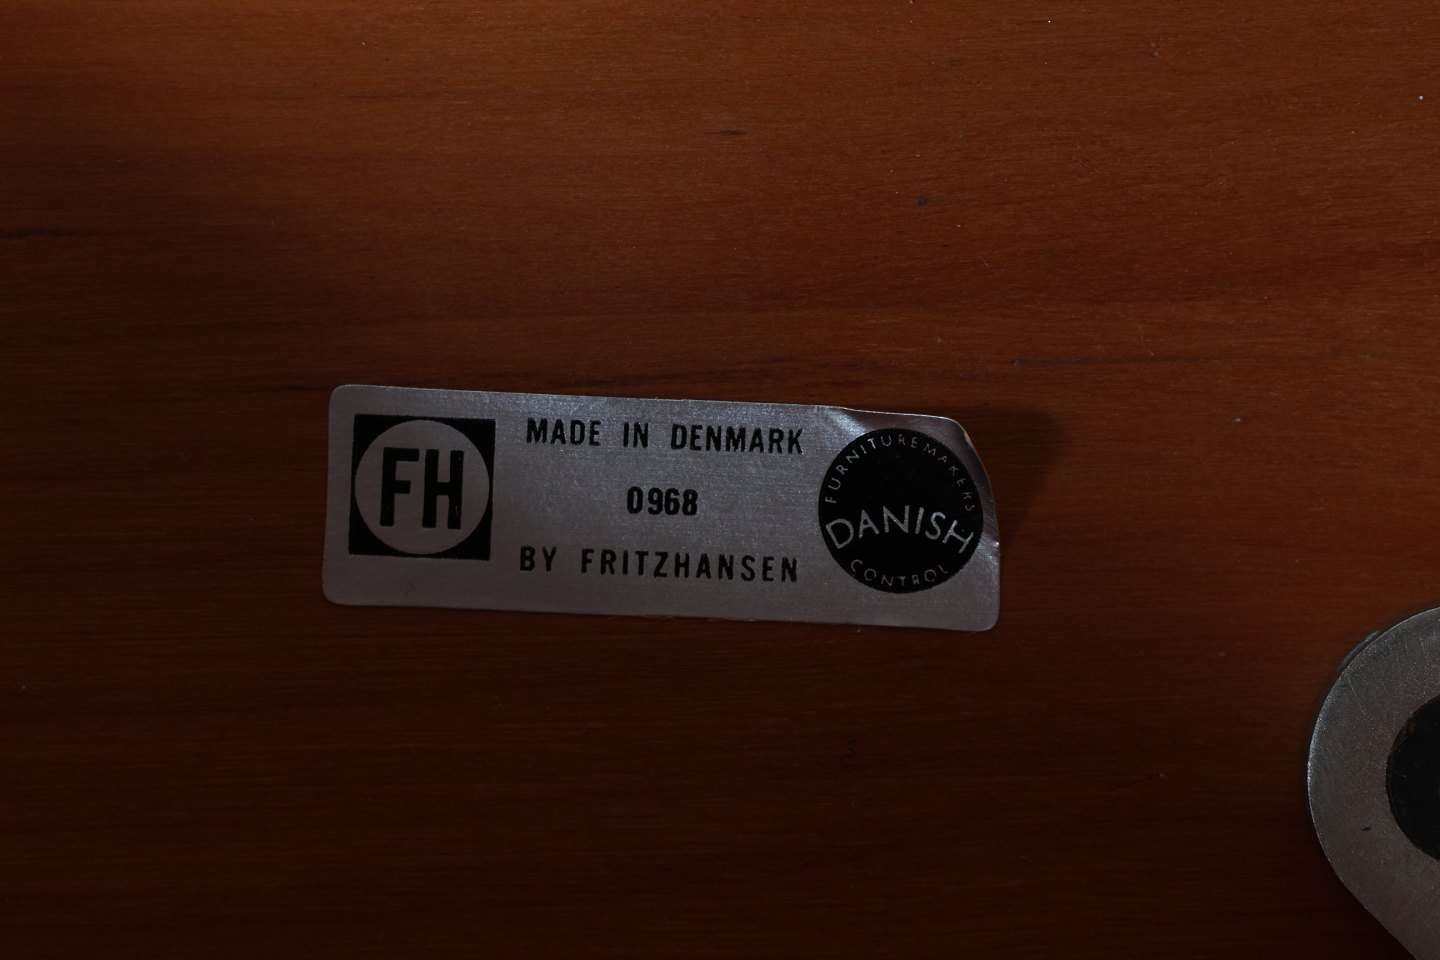 FH
MADE IN DENMARK
0968
BY FRITZHANSEN
FURNITUREMAKERS
DANISH
CONTROL